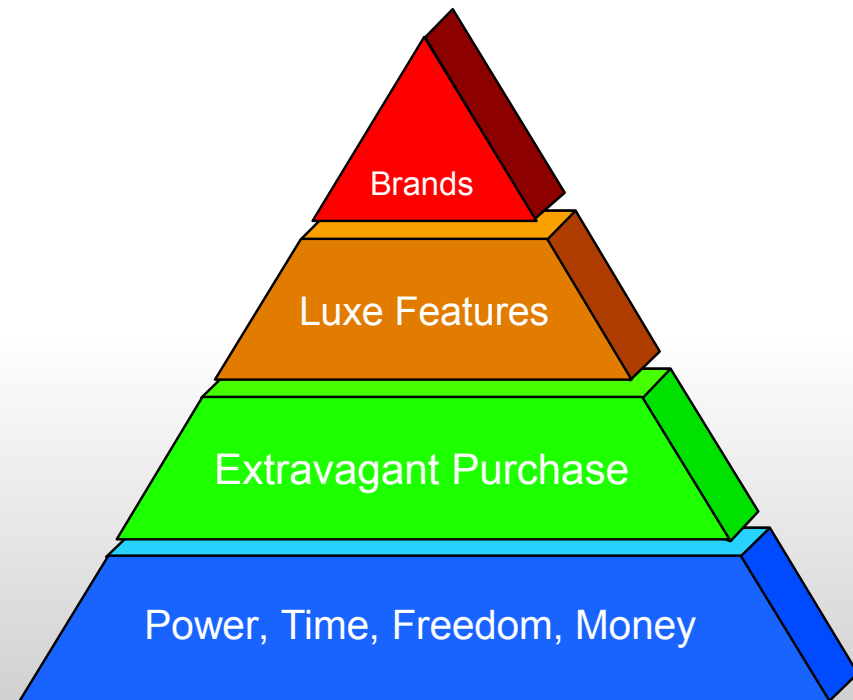 Brands
Luxe Features
Extravagant Purchase
Power, Time, Freedom, Money